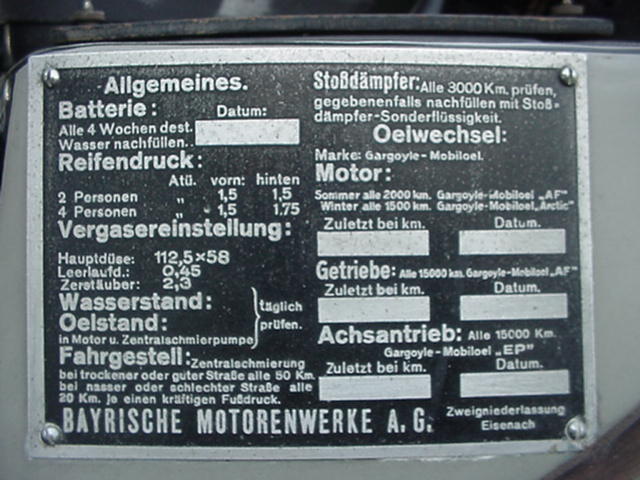 Allgemeines.
Batterie:
Datum:
Alle 4 Wochen dest.
Wasser nachfüllen.
Reifendruck:
Atü. vorn: hinten
2 Personen „ 1,5 1,5
4 Personen „ 1,5 1.75
Vergasereinstellung:
Hauptdüse: 112,5×58
Leerlaufd.: 0,45
Zerstäuber: 2,3
Wasserstand:
Oelstand:
täglich
prüfen.
in Motor u. Zentralschmierpumpe
Fahrgestell: Zentralschmierung
bei trockener oder guter Straße alle 50 Km.
bei nasser oder schlechter Straße alle
20 Km. je einen kräftigen Fußdruck.
Stoßdämpfer: Alle 3000 Km. prüfen,
gegebenenfalls nachfüllen mit Stoß-
dämpfer-Sonderflüssigkeit.
Oelwechsel:
Marke: Gargoyle-Mobiloel.
Motor:
Sommer alle 2000 km. Gargoyle-Mobiloel „AF"
Winter alle 1500 km. Gargoyle-Mobiloel „Arctic"
Zuletzt bei km.
Datum.
Getriebe: Alle 15000 km. Gargoyle-Mobiloel „AF"
Zuletzt bei km.
Datum.
Achsantrieb: Alle 15000 Km.
Gargoyle-Mobiloel „EP"
Zuletzt bei km.
Datum.
BAYRISCHE MOTORENWERKE A.G.
Zweigniederlassung
Eisenach